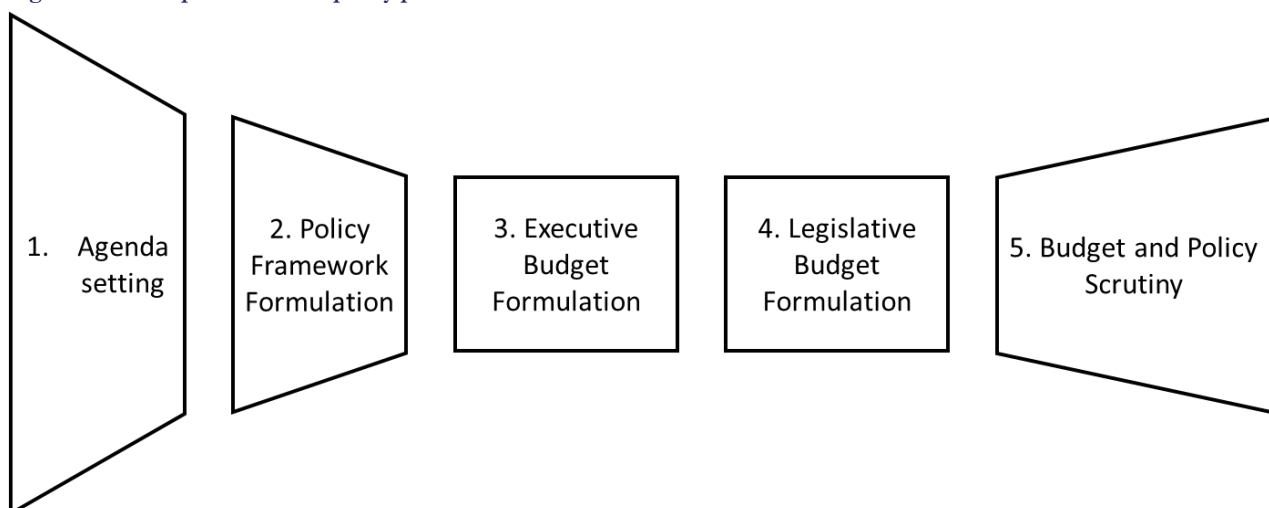 1. Agenda
setting
2. Policy
Framework
Formulation
3. Executive
Budget
Formulation
4. Legislative
Budget
Formulation
5. Budget and Policy
Scrutiny